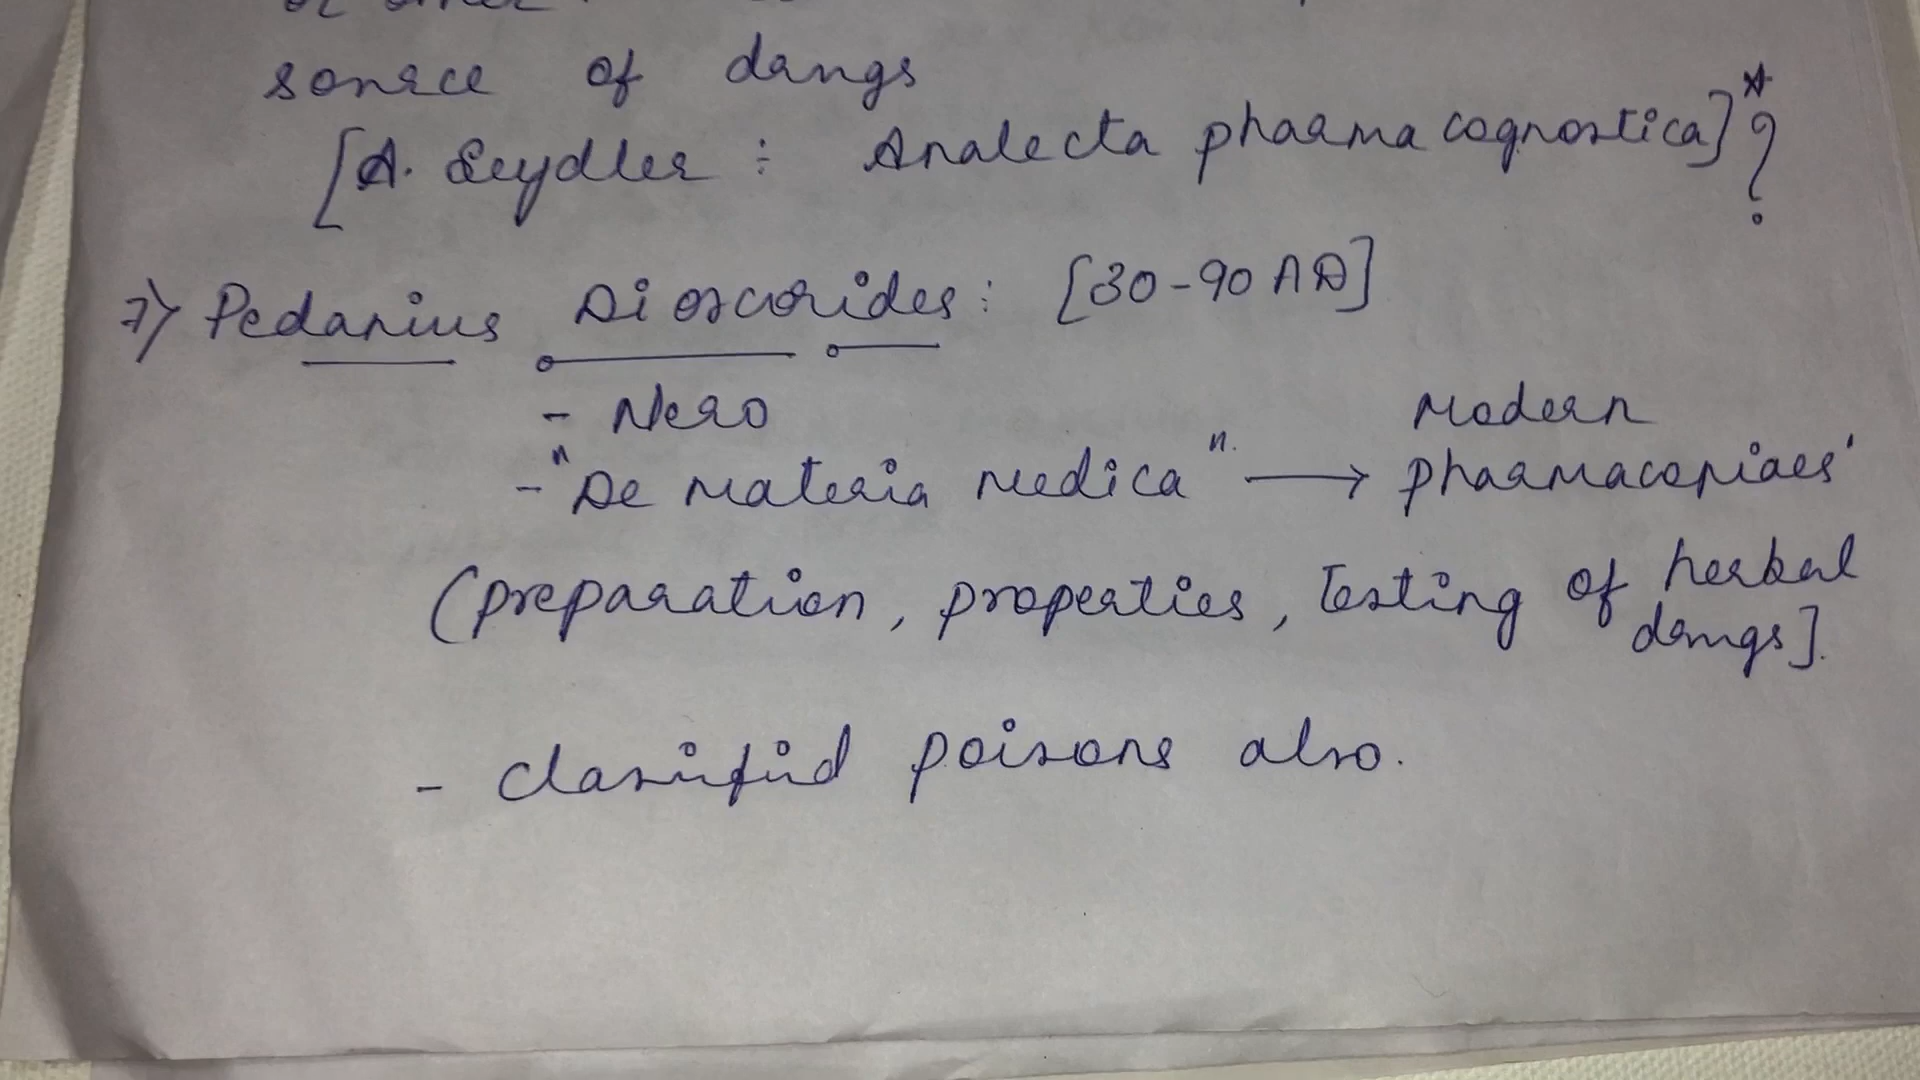 source of drugs
[A. Seydler : Analecta pharmacognostica] *?
7) Pedanius Dioscorides : [30-90 AD]
- Nero
- "De Materia Medica" → Modern pharmacopiaes'
(preparation, properties, Testing of herbal drugs].
- classified poisons also.